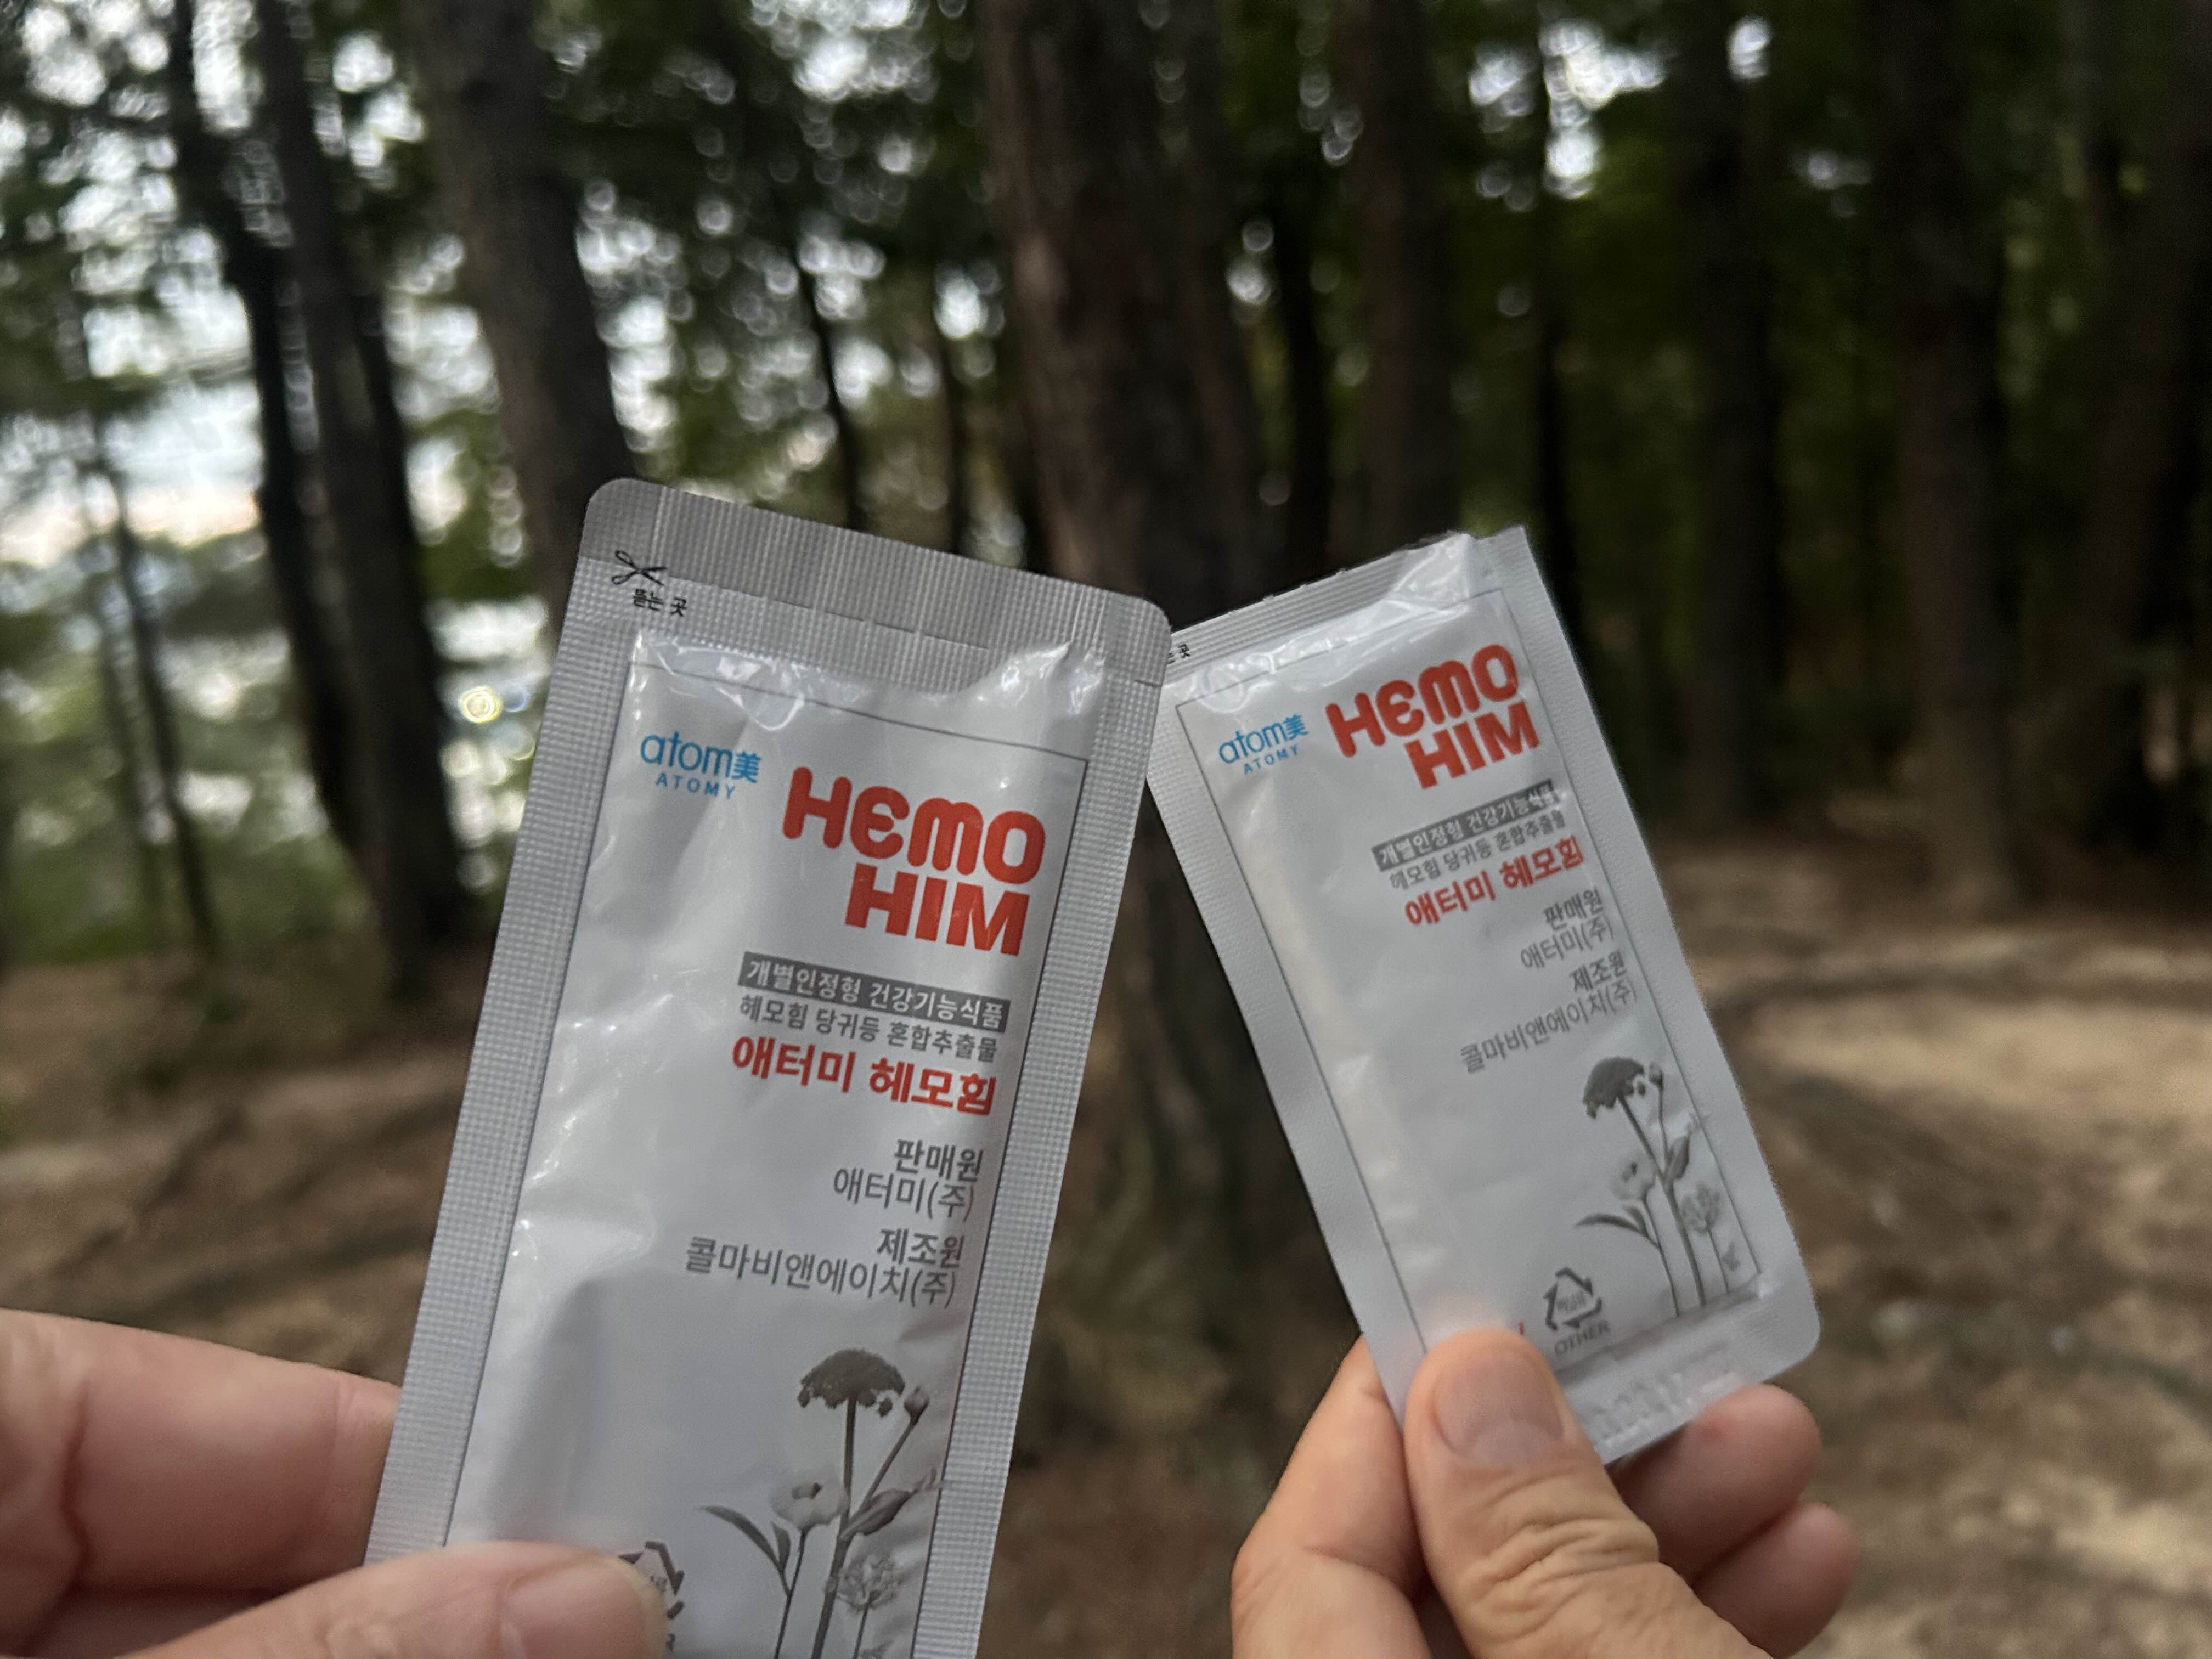 뜯는 곳
atom美
ATOMY
HEMO
HIM
개별인정형 건강기능식품
헤모힘 당귀등 혼합추출물
애터미 헤모힘
판매원
애터미(주)
제조원
콜마비앤에이치(주)
는 곳
atom美
ATOMY
HEMO
HIM
개별인정형 건강기능식품
헤모힘 당귀등 혼합추출물
애터미 헤모힘
판매원
애터미(주)
제조원
콜마비앤에이치(주)
OTHER